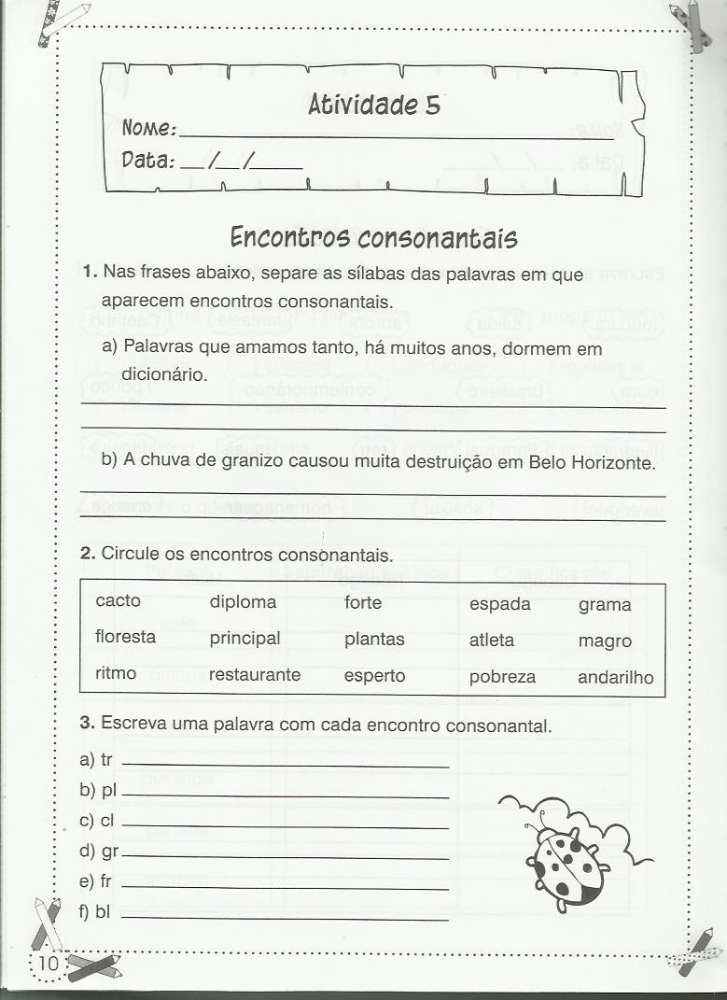 Atividade 5
Nome:
Data: __/__/____
Encontros consonantais
1. Nas frases abaixo, separe as sílabas das palavras em que
aparecem encontros consonantais.
a) Palavras que amamos tanto, há muitos anos, dormem em
dicionário.
b) A chuva de granizo causou muita destruição em Belo Horizonte.
2. Circule os encontros consonantais.
cacto diploma forte espada grama
floresta principal plantas atleta magro
ritmo restaurante esperto pobreza andarilho
3. Escreva uma palavra com cada encontro consonantal.
a) tr
b) pl
c) cl
d) gr
e) fr
f) bl
10